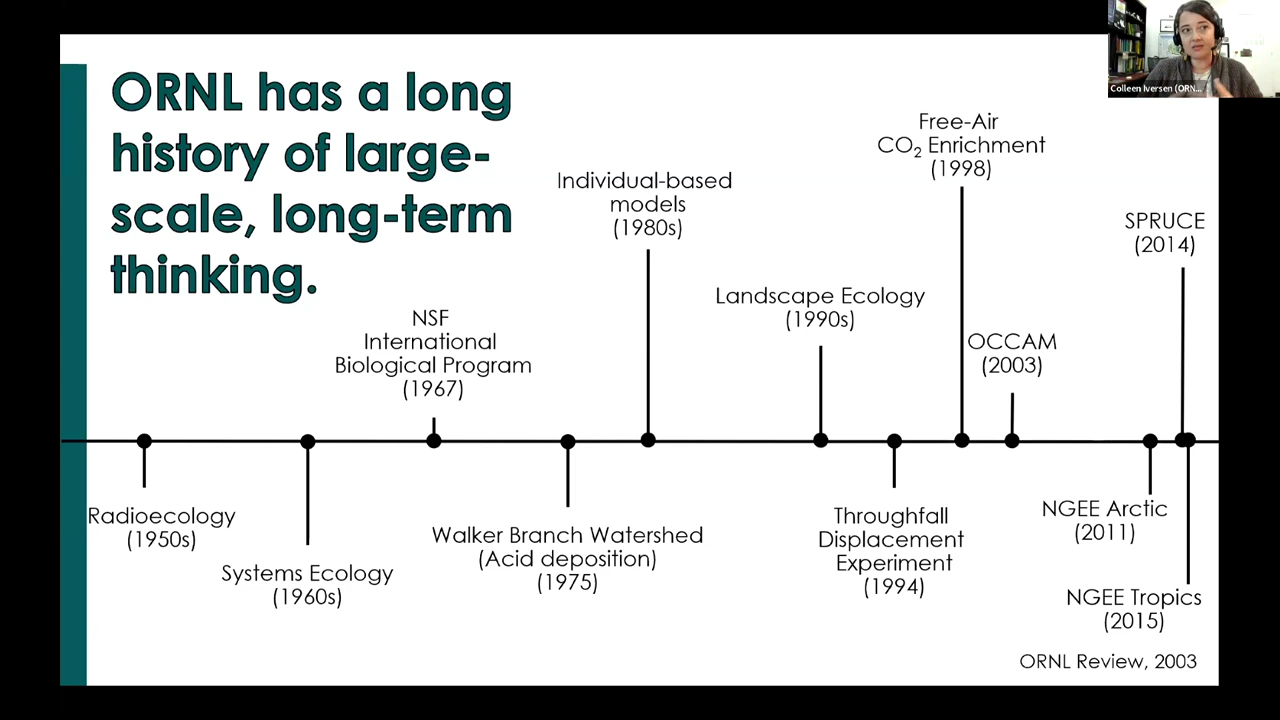 ORNL has a long
history of large-
scale, long-term
thinking.
Colleen Iversen (ORN...
Free-Air
CO₂ Enrichment
(1998)
Individual-based
models
(1980s)
SPRUCE
(2014)
Landscape Ecology
(1990s)
NSF
International
Biological Program
(1967)
OCCAM
(2003)
Radioecology
(1950s)
Systems Ecology
(1960s)
Walker Branch Watershed
(Acid deposition)
(1975)
Throughfall
Displacement
Experiment
(1994)
NGEE Arctic
(2011)
NGEE Tropics
(2015)
ORNL Review, 2003